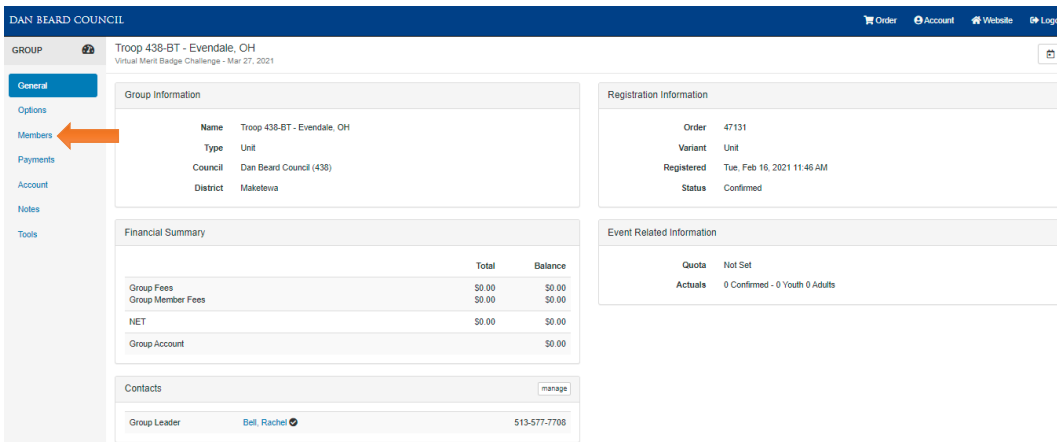 DAN BEARD COUNCIL
Order Account Website Logo
GROUP
Troop 438-BT - Evendale, OH
Virtual Merit Badge Challenge - Mar 27, 2021
General
Options
Members
Payments
Account
Notes
Tools
Group Information
Name Troop 438-BT - Evendale, OH
Type Unit
Council Dan Beard Council (438)
District Maketewa
Registration Information
Order 47131
Variant Unit
Registered Tue, Feb 16, 2021 11:46 AM
Status Confirmed
Financial Summary
Total Balance
Group Fees $0.00 $0.00
Group Member Fees $0.00 $0.00
NET $0.00 $0.00
Group Account $0.00
Event Related Information
Quota Not Set
Actuals 0 Confirmed - 0 Youth 0 Adults
Contacts manage
Group Leader Bell, Rachel 513-577-7708